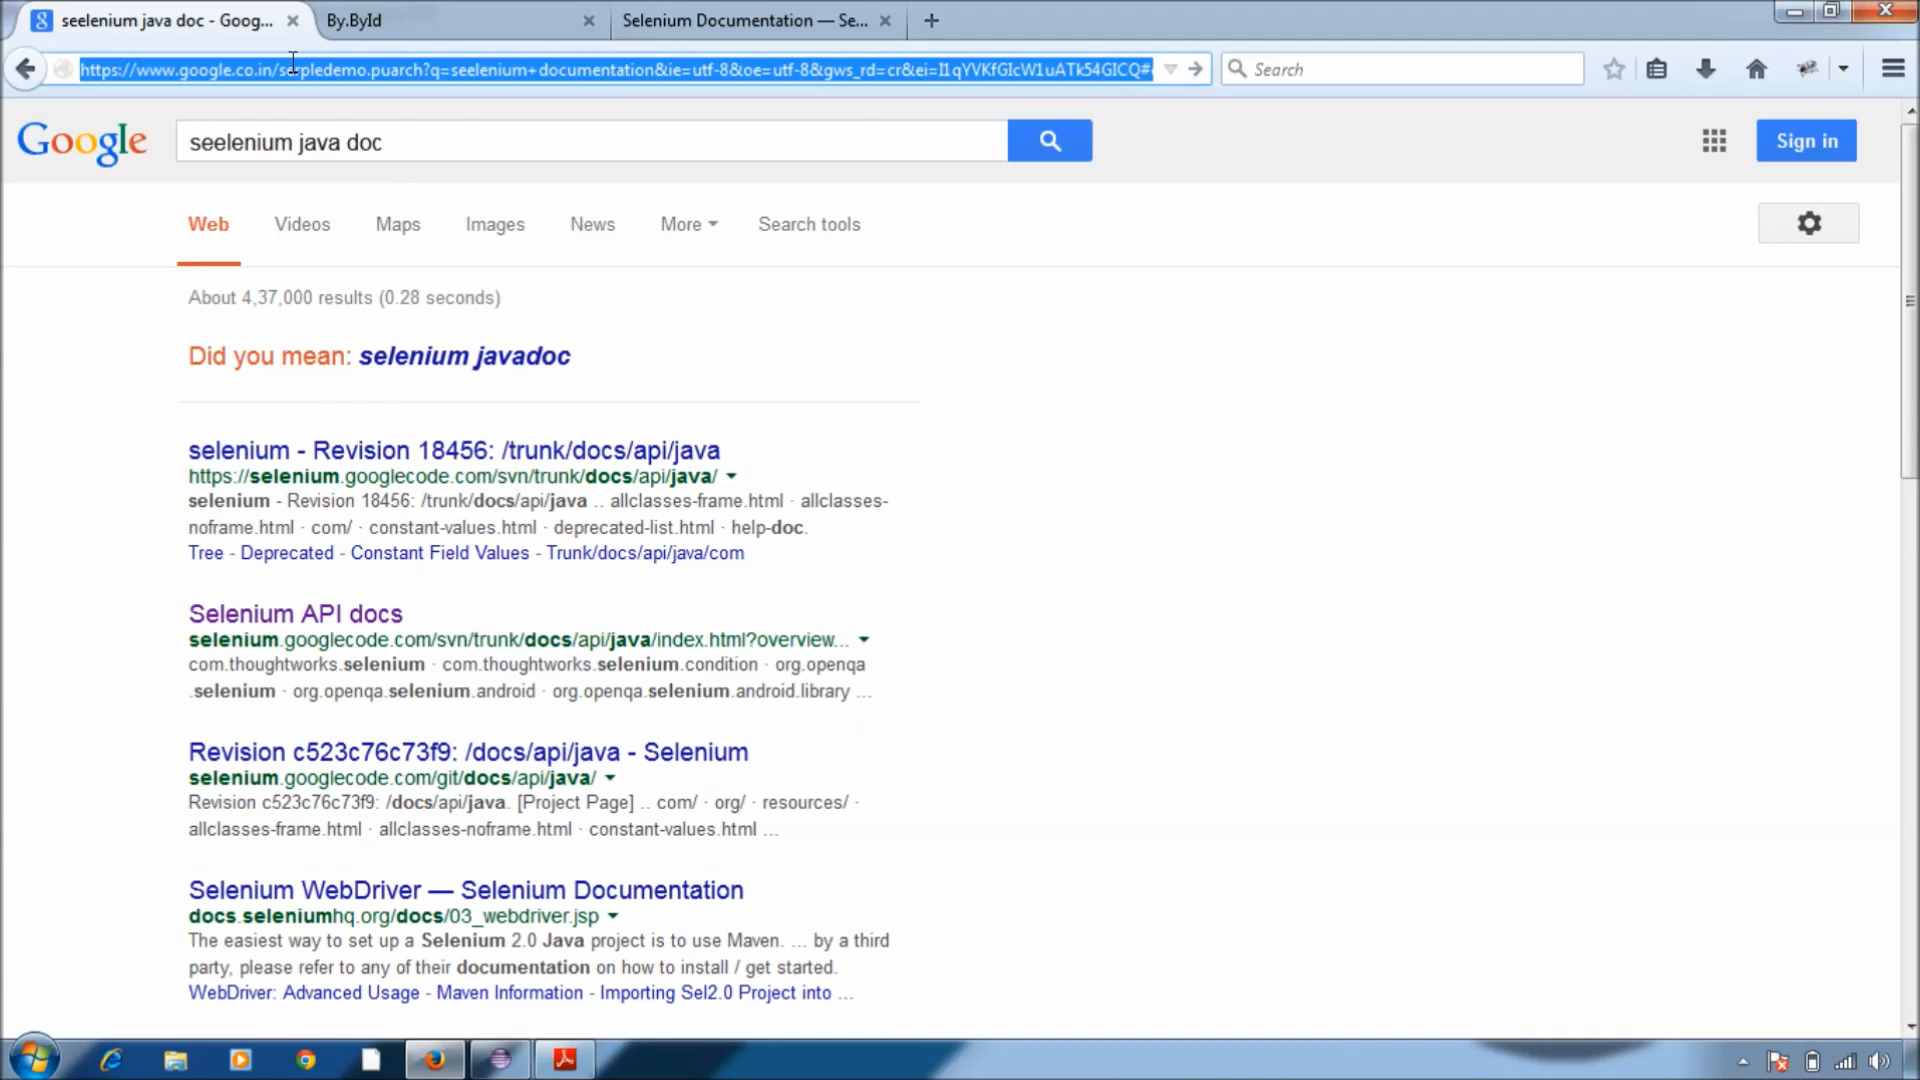 seelenium java doc - Goog...
By.ById
Selenium Documentation — Se...
https://www.google.co.in/serpledemo.puarch?q=seelenium+documentation&ie=utf-8&oe=utf-8&gws_rd=cr&ei=I1qYVKfGIcW1uATk54GICQ#
Search
Google
seelenium java doc
Sign in
Web
Videos
Maps
Images
News
More
Search tools
About 4,37,000 results (0.28 seconds)
Did you mean: selenium javadoc
selenium - Revision 18456: /trunk/docs/api/java
https://selenium.googlecode.com/svn/trunk/docs/api/java/
selenium - Revision 18456: /trunk/docs/api/java .. allclasses-frame.html · allclasses-
noframe.html · com/ · constant-values.html · deprecated-list.html · help-doc.
Tree - Deprecated - Constant Field Values - Trunk/docs/api/java/com
Selenium API docs
selenium.googlecode.com/svn/trunk/docs/api/java/index.html?overview...
com.thoughtworks.selenium · com.thoughtworks.selenium.condition · org.openqa
.selenium · org.openqa.selenium.android · org.openqa.selenium.android.library ...
Revision c523c76c73f9: /docs/api/java - Selenium
selenium.googlecode.com/git/docs/api/java/
Revision c523c76c73f9: /docs/api/java. [Project Page] .. com/ · org/ · resources/ ·
allclasses-frame.html · allclasses-noframe.html · constant-values.html ...
Selenium WebDriver — Selenium Documentation
docs.seleniumhq.org/docs/03_webdriver.jsp
The easiest way to set up a Selenium 2.0 Java project is to use Maven. ... by a third
party, please refer to any of their documentation on how to install / get started.
WebDriver: Advanced Usage - Maven Information - Importing Sel2.0 Project into ...